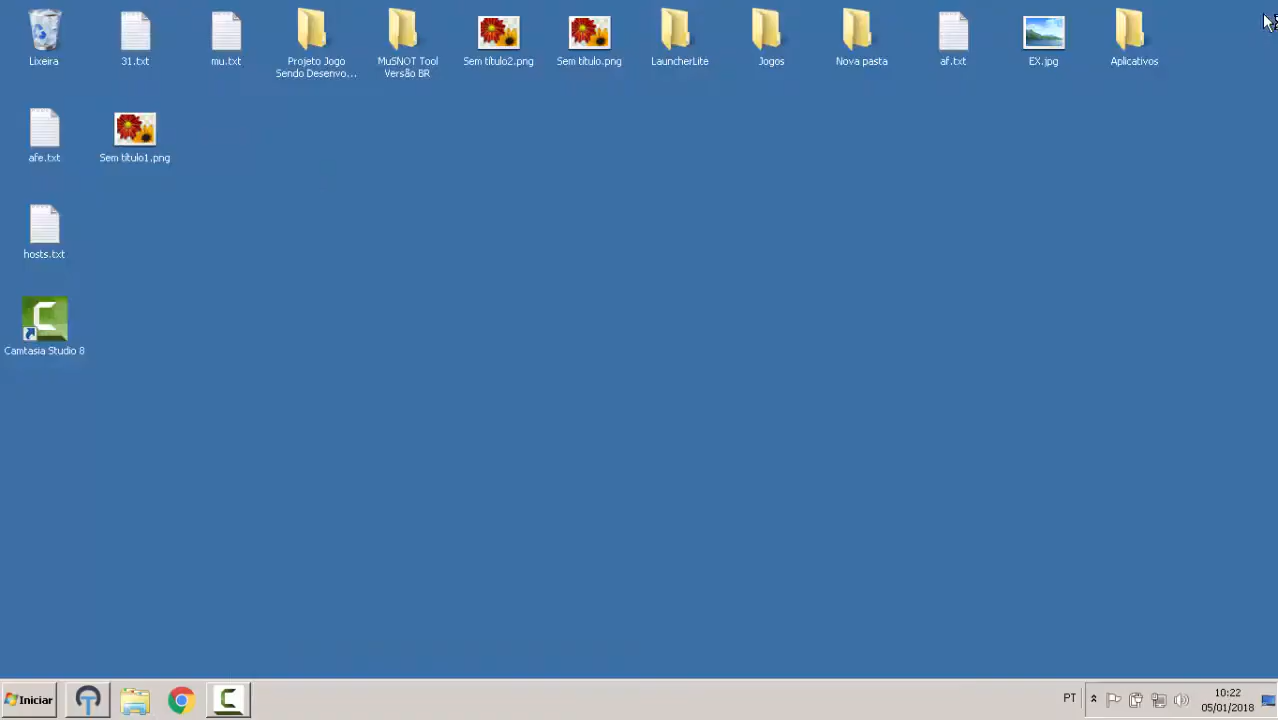 Lixeira
31.txt
mu.txt
Projeto Jogo
Sendo Desenvo...
MuSNOT Tool
Versão BR
Sem título2.png
Sem título.png
LauncherLite
Jogos
Nova pasta
af.txt
EX.jpg
Aplicativos
afe.txt
Sem título1.png
hosts.txt
Camtasia Studio 8
Iniciar
PT
10:22
05/01/2018